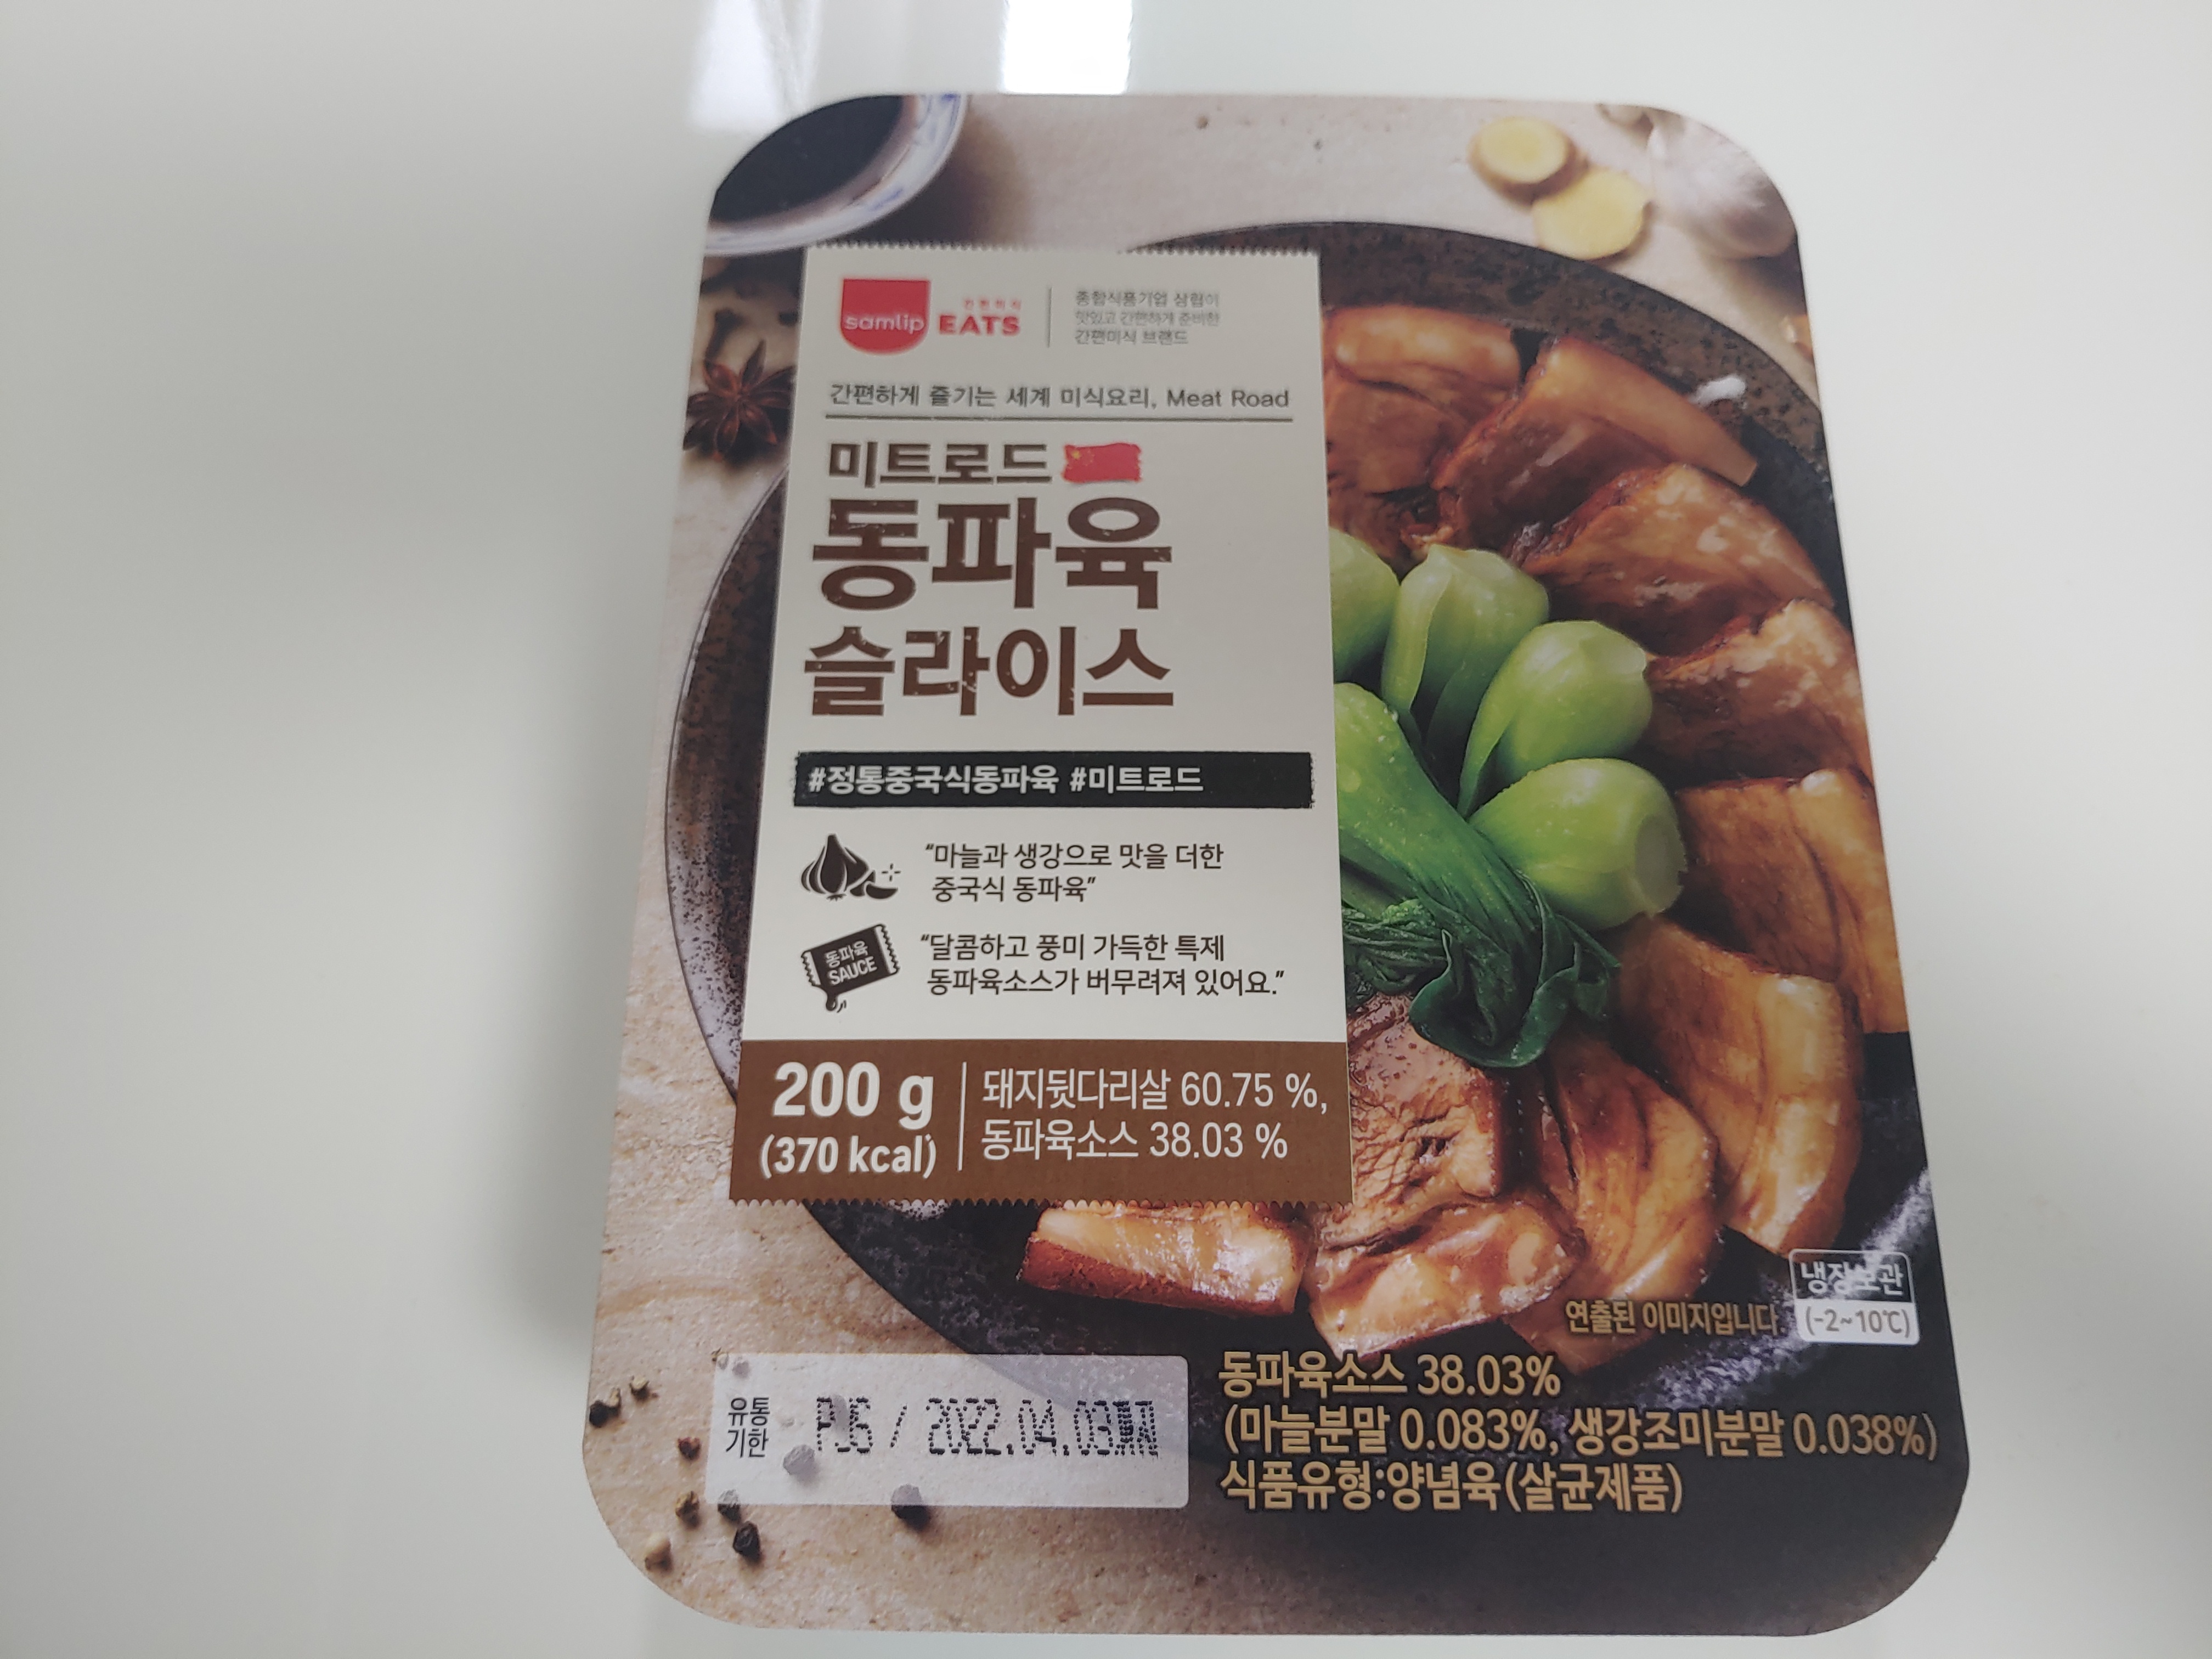 samlip
간편미식
EATS
종합식품기업 삼립이
맛있고 간편하게 준비한
간편미식 브랜드
간편하게 즐기는 세계 미식요리, Meat Road
미트로드
동파육
슬라이스
#정통중국식동파육 #미트로드
“마늘과 생강으로 맛을 더한
중국식 동파육”
동파육
SAUCE
“달콤하고 풍미 가득한 특제
동파육소스가 버무려져 있어요.”
200 g
(370 kcal)
돼지뒷다리살 60.75 %,
동파육소스 38.03 %
냉장보관
(-2~10℃)
연출된 이미지입니다.
동파육소스 38.03%
(마늘분말 0.083%, 생강조미분말 0.038%)
식품유형:양념육(살균제품)
유통
기한
/ 2022.04.03